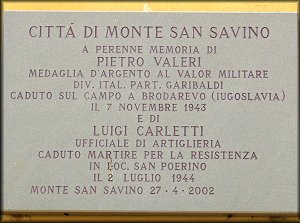 CITTÁ DI MONTE SAN SAVINO
A PERENNE MEMORIA DI
PIETRO VALERI
MEDAGLIA D'ARGENTO AL VALOR MILITARE
DIV. ITAL. PART. GARIBALDI
CADUTO SUL CAMPO A BRODAREVO (IUGOSLAVIA)
IL 7 NOVEMBRE 1943
E DI
LUIGI CARLETTI
UFFICIALE DI ARTIGLIERIA
CADUTO MARTIRE PER LA RESISTENZA
IN LOC. SAN POERINO
IL 2 LUGLIO 1944
MONTE SAN SAVINO 27·4·2002